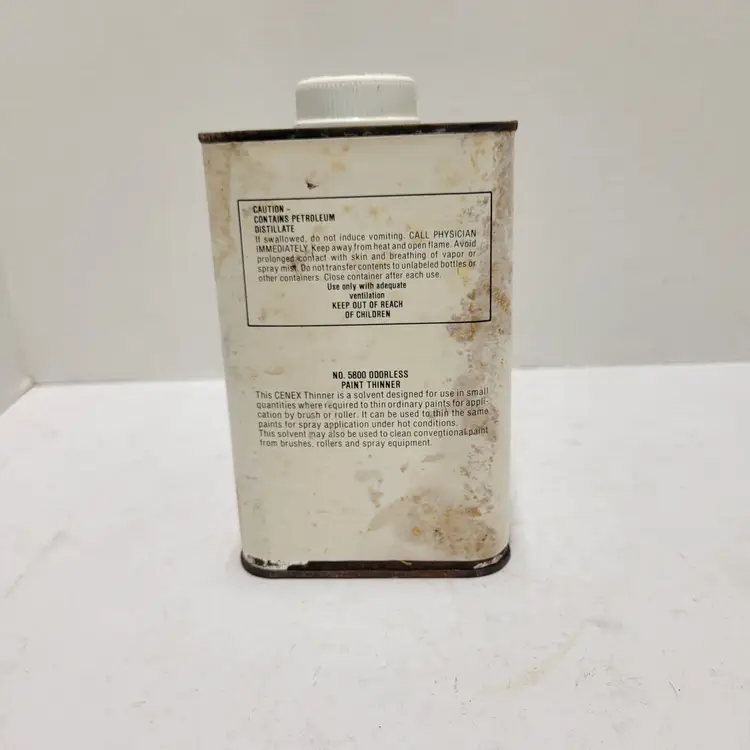 CAUTION -
CONTAINS PETROLEUM
DISTILLATE
If swallowed, do not induce vomiting. CALL PHYSICIAN
IMMEDIATELY. Keep away from heat and open flame. Avoid
prolonged contact with skin and breathing of vapor or
spray mist. Do not transfer contents to unlabeled bottles or
other containers. Close container after each use.
Use only with adequate
ventilation
KEEP OUT OF REACH
OF CHILDREN
NO. 5800 ODORLESS
PAINT THINNER
This CENEX Thinner is a solvent designed for use in small
quantities where required to thin ordinary paints for appli-
cation by brush or roller. It can be used to thin the same
paints for spray application under hot conditions.
This solvent may also be used to clean conventional paint
from brushes, rollers and spray equipment.